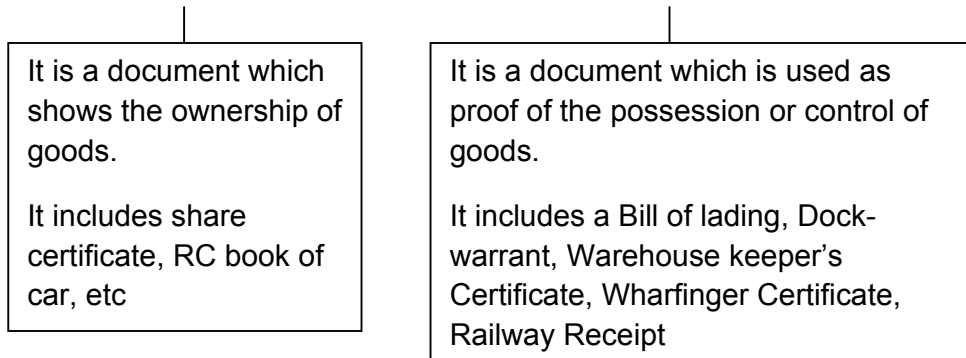 It is a document which
shows the ownership of
goods.
It includes share
certificate, RC book of
car, etc
It is a document which is used as
proof of the possession or control of
goods.
It includes a Bill of lading, Dock-
warrant, Warehouse keeper’s
Certificate, Wharfinger Certificate,
Railway Receipt